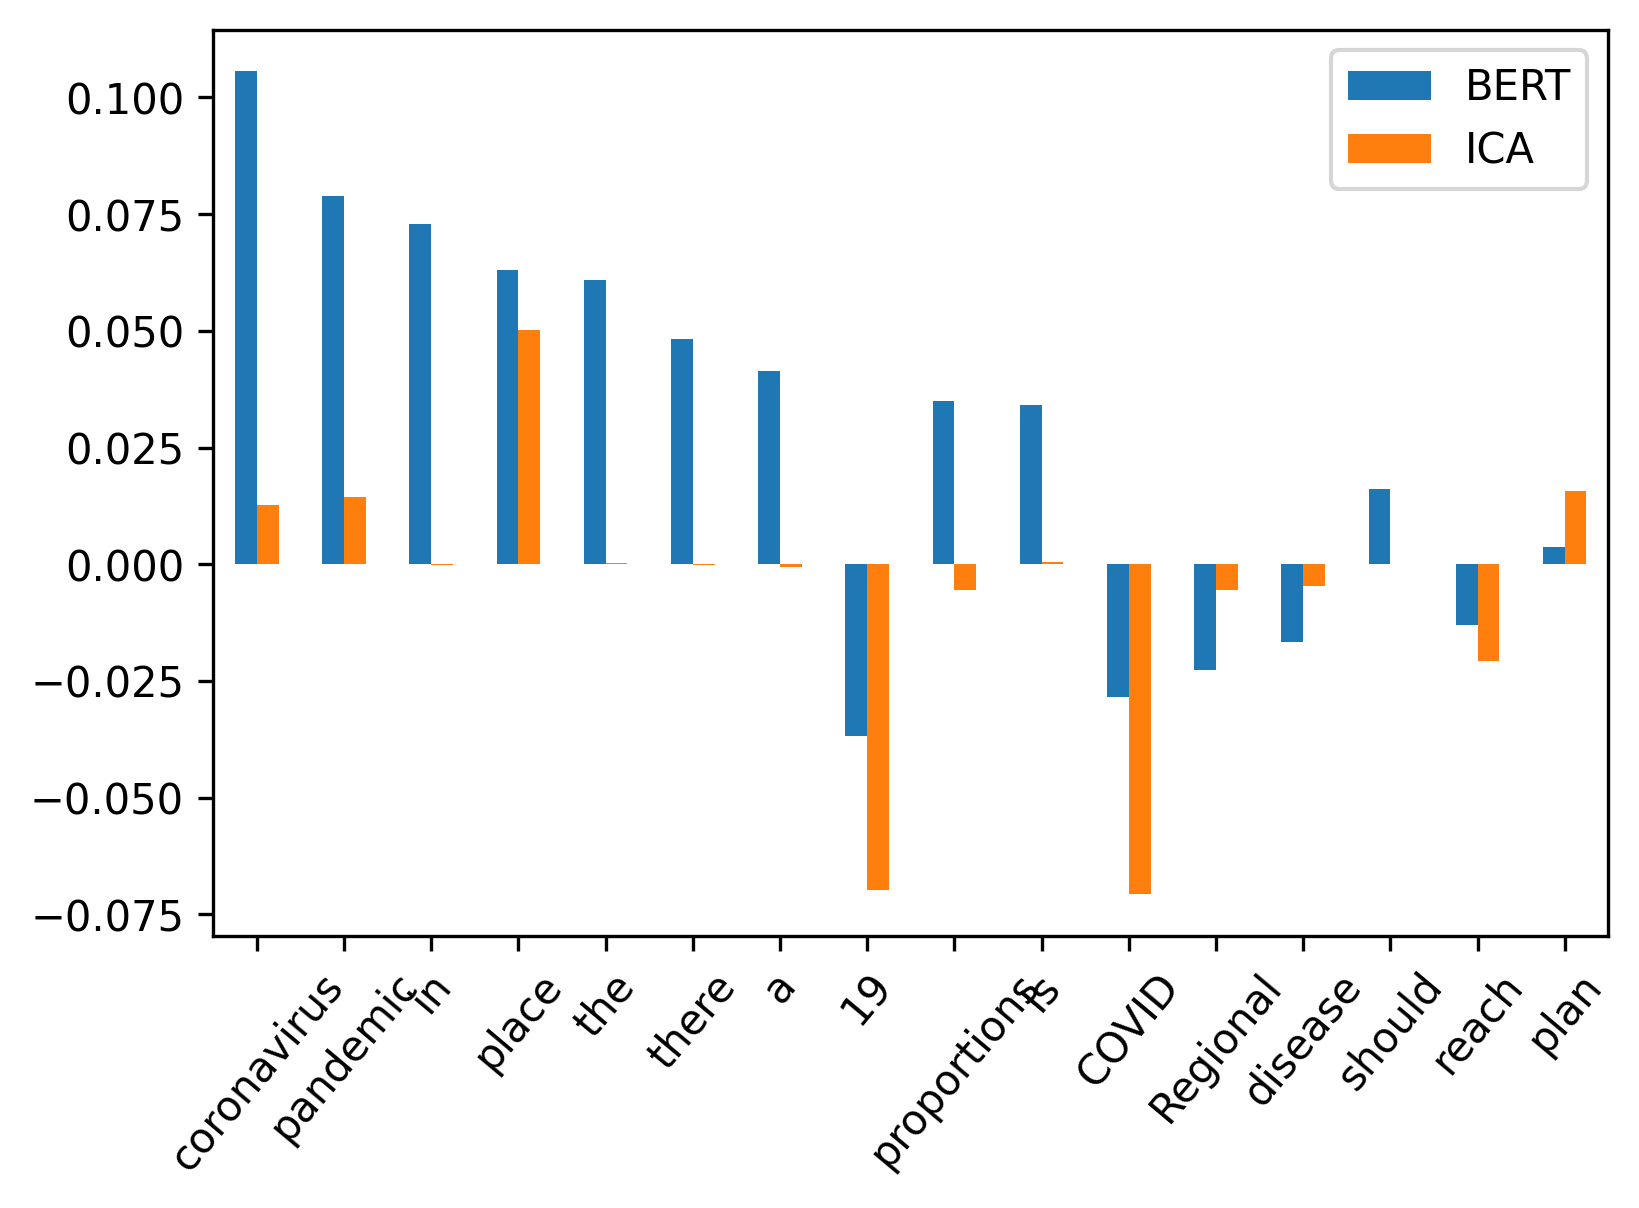 BERT
ICA
0.100
0.075
0.050
0.025
0.000
−0.025
−0.050
−0.075
coronavirus
pandemic
in
place
the
there
a
19
proportions
is
COVID
Regional
disease
should
reach
plan